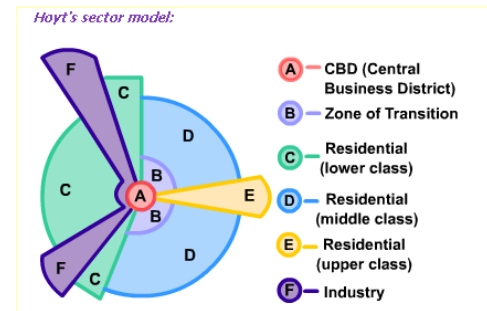 Hoyt's sector model:
F
C
D
B
C
A
E
B
D
F
C
A – CBD (Central
Business District)
B – Zone of Transition
C – Residential
(lower class)
D – Residential
(middle class)
E – Residential
(upper class)
F – Industry